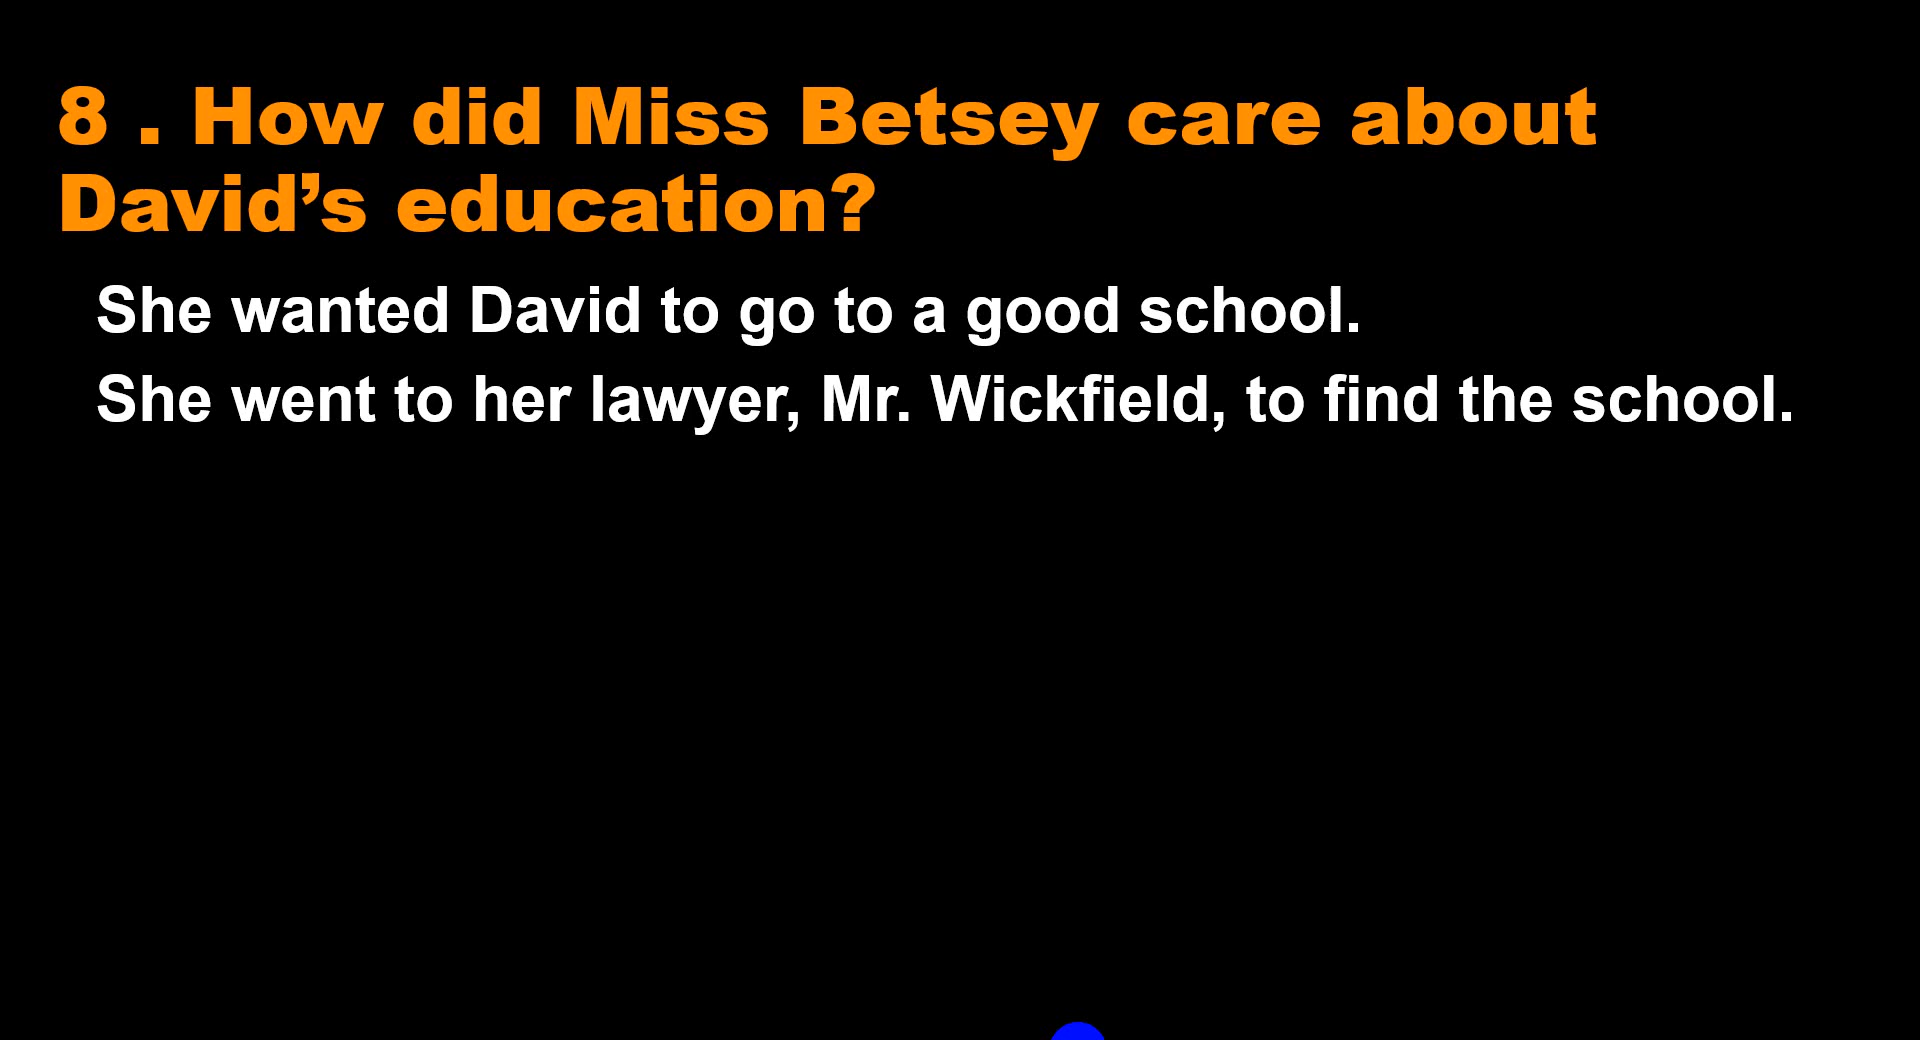 8 . How did Miss Betsey care about
David’s education?
She wanted David to go to a good school.
She went to her lawyer, Mr. Wickfield, to find the school.